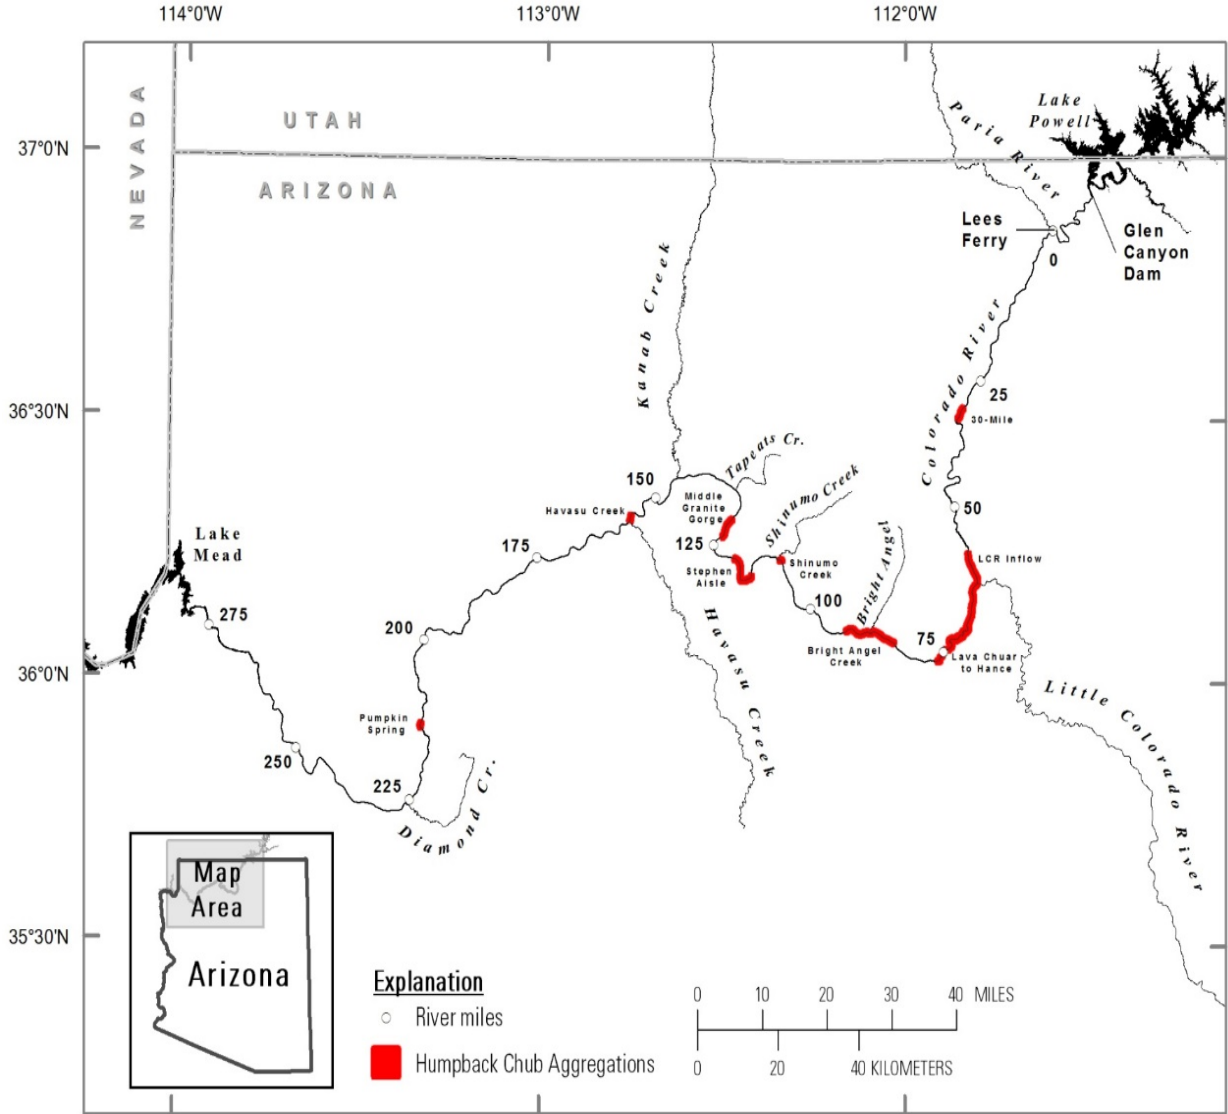 114°0'W
113°0'W
112°0'W
37°0'N
36°30'N
36°0'N
35°30'N
NEVADA
UTAH
ARIZONA
Paria River
Lake
Powell
Lees
Ferry
0
Glen
Canyon
Dam
Kanab Creek
Colorado River
25
30-Mile
50
Tapeats Cr.
150
Middle
Granite
Gorge
Shinumo Creek
Havasu Creek
125
Stephen
Aisle
Shinumo
Creek
LCR Inflow
175
Lake
Mead
Bright Angel
100
275
200
Havasu Creek
Bright Angel
Creek
75
Lava Chuar
to Hance
Little Colorado River
Pumpkin
Spring
250
225
Diamond Cr.
Map
Area
Arizona
Explanation
River miles
Humpback Chub Aggregations
0 10 20 30 40 MILES
0 20 40 KILOMETERS